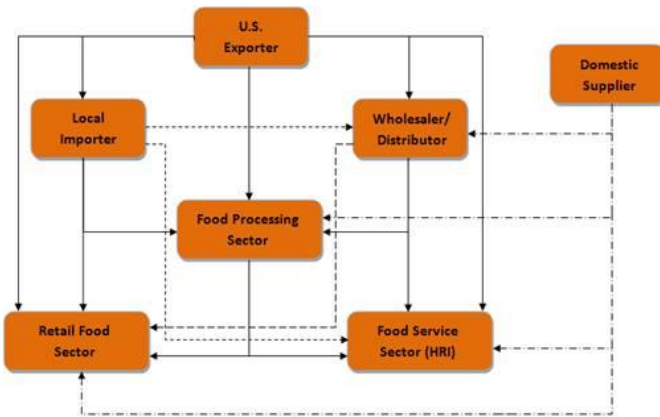 U.S.
Exporter
Domestic
Supplier
Local
Importer
Wholesaler/
Distributor
Food Processing
Sector
Retail Food
Sector
Food Service
Sector (HRI)